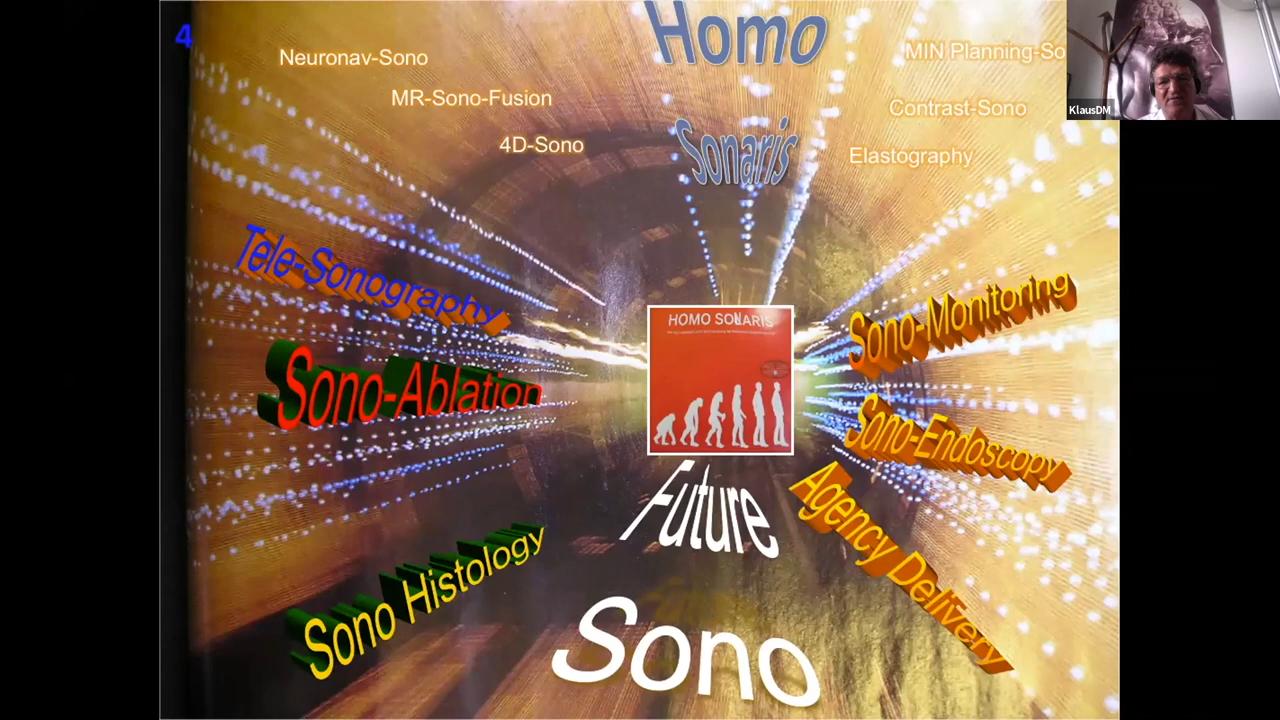 4
Homo
Sonaris
Neuronav-Sono
MR-Sono-Fusion
4D-Sono
MIN Planning-So
Contrast-Sono
Elastography
KlausDM
Tele-Sonography
Sono-Ablation
Sono Histology
HOMO SONARIS
Sono-Monitoring
Sono-Endoscopy
Agency Delivery
Future
Sono